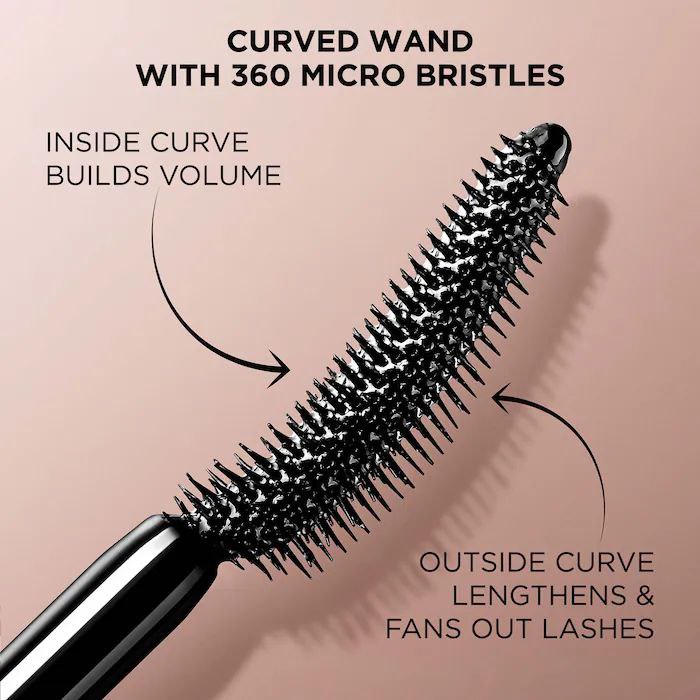 CURVED WAND
WITH 360 MICRO BRISTLES
INSIDE CURVE
BUILDS VOLUME
OUTSIDE CURVE
LENGTHENS &
FANS OUT LASHES